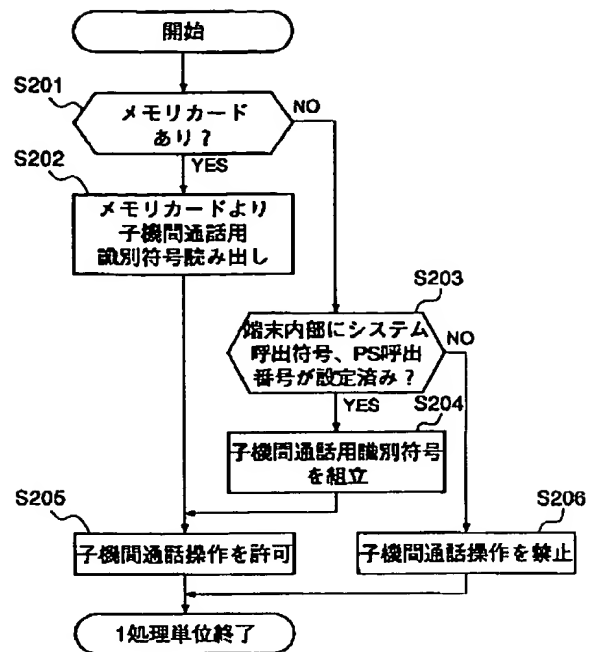 開始
S201
メモリカード
あり？
NO
YES
S202
メモリカードより
子機間通話用
識別符号読み出し
S203
端末内部にシステム
呼出符号、PS呼出
番号が設定済み？
NO
YES
S204
子機間通話用識別符号
を組立
S205
子機間通話操作を許可
S206
子機間通話操作を禁止
1処理単位終了